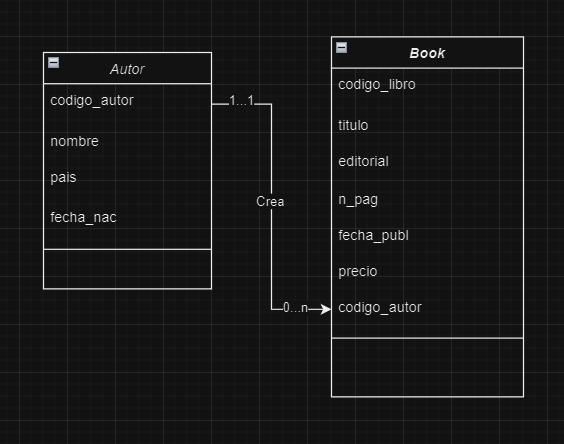 Autor
codigo_autor
nombre
pais
fecha_nac
1...1
Crea
0...n
Book
codigo_libro
titulo
editorial
n_pag
fecha_publ
precio
codigo_autor